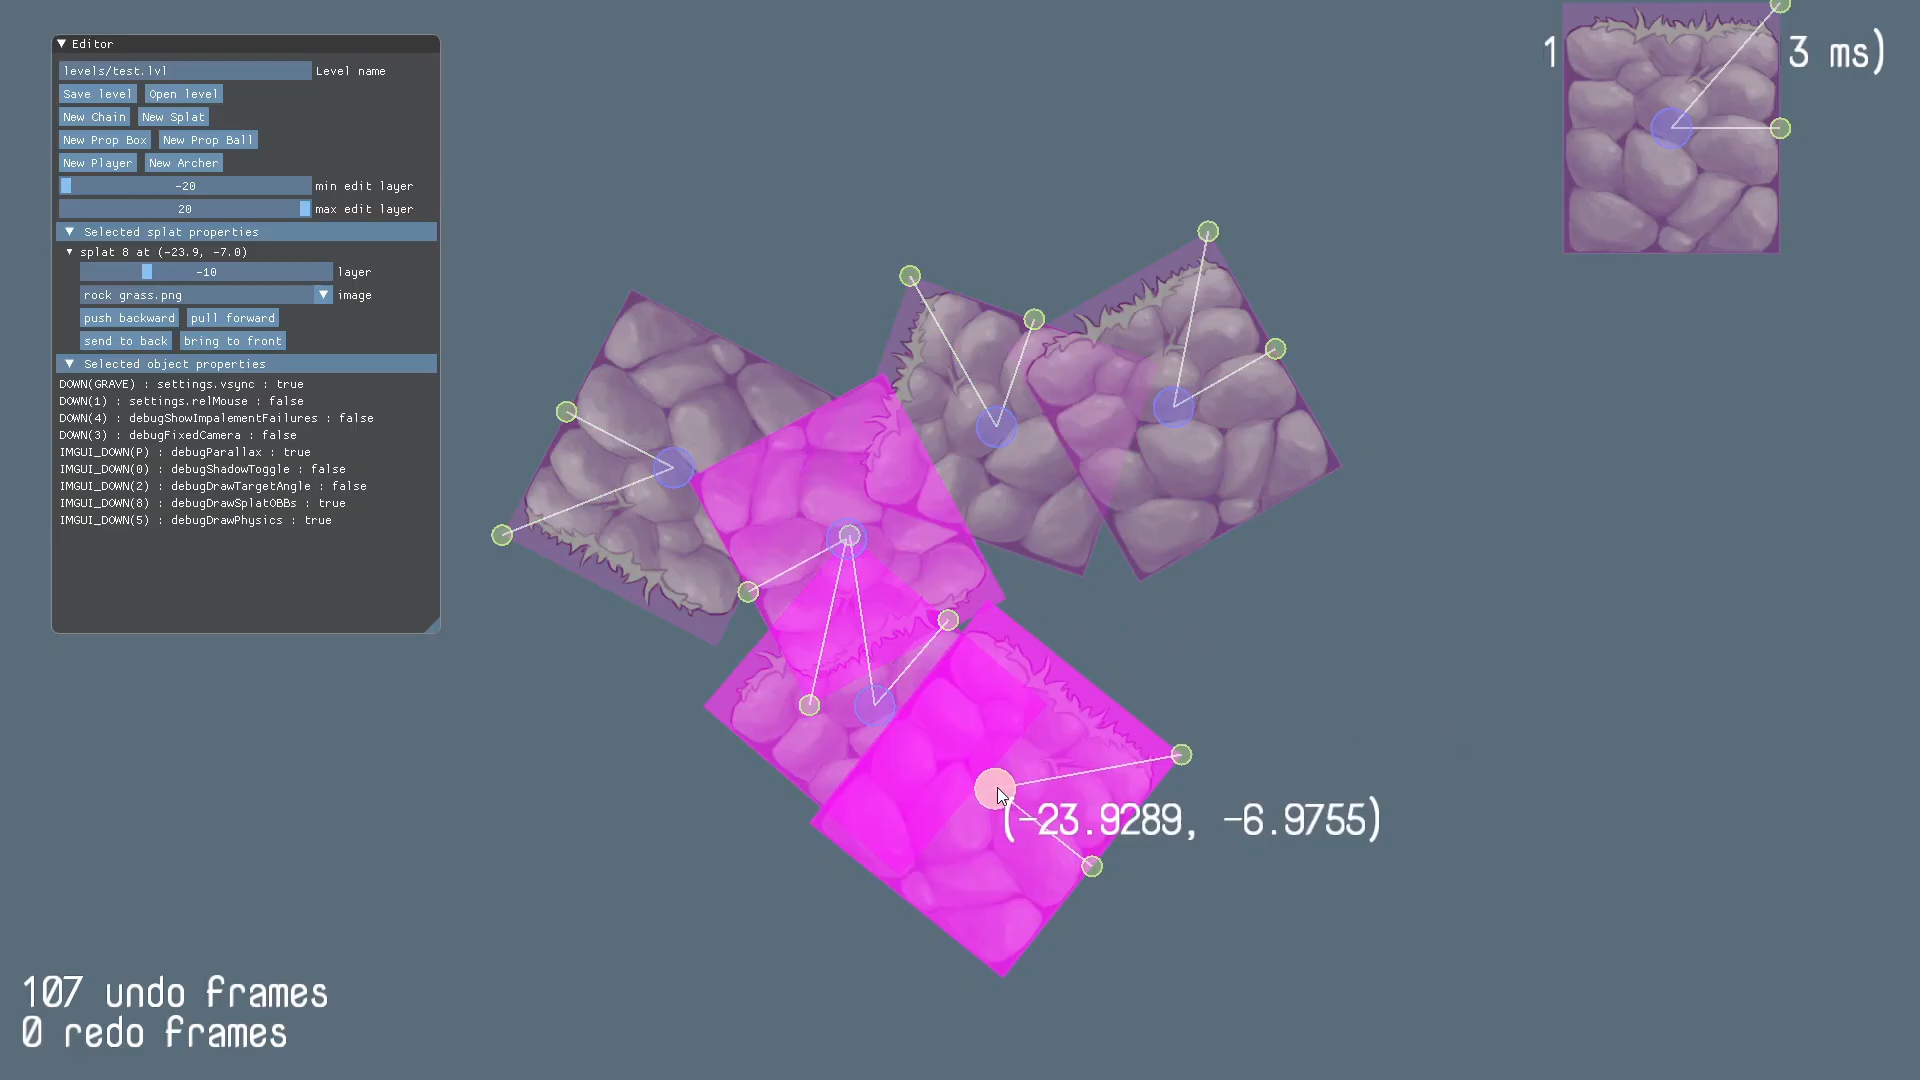 Editor
levels/test.lvl Level name
Save level Open level
New Chain New Splat
New Prop Box New Prop Ball
New Player New Archer
-20 min edit layer
20 max edit layer
Selected splat properties
splat 8 at (-23.9, -7.0)
-10 layer
rock grass.png image
push backward pull forward
send to back bring to front
Selected object properties
DOWN(GRAVE) : settings.vsync : true
DOWN(1) : settings.relMouse : false
DOWN(4) : debugShowImpalementFailures : false
DOWN(3) : debugFixedCamera : false
IMGUI_DOWN(P) : debugParallax : true
IMGUI_DOWN(0) : debugShadowToggle : false
IMGUI_DOWN(2) : debugDrawTargetAngle : false
IMGUI_DOWN(8) : debugDrawSplatOBBs : true
IMGUI_DOWN(5) : debugDrawPhysics : true
1 3 ms)
(-23.9289, -6.9755)
107 undo frames
0 redo frames